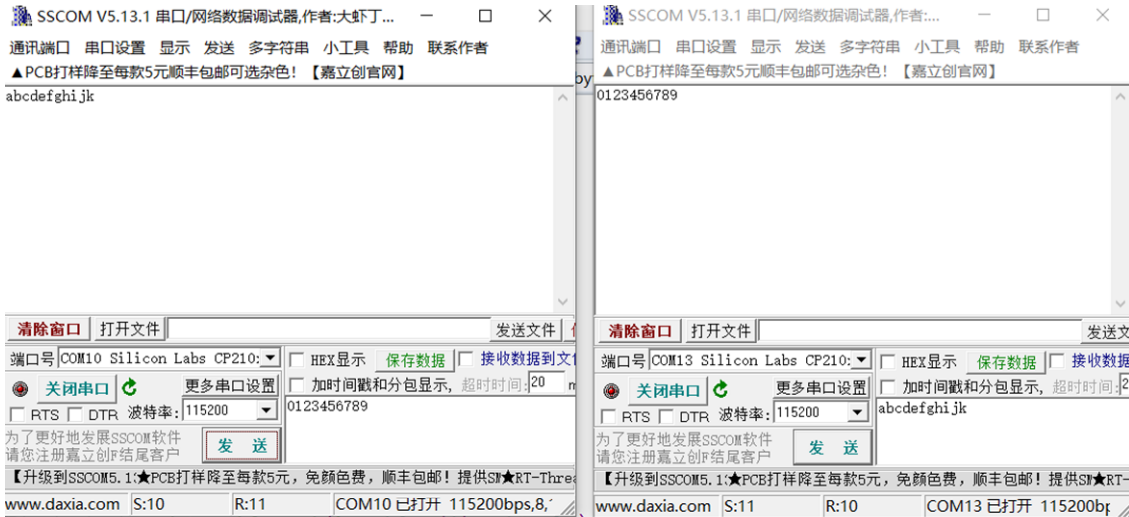 SSCOM V5.13.1 串口/网络数据调试器,作者:大虾丁...
通讯端口 串口设置 显示 发送 多字符串 小工具 帮助 联系作者
▲PCB打样降至每款5元顺丰包邮可选杂色！【嘉立创官网】
abcdefghijk
清除窗口 打开文件 发送文件
端口号 COM10 Silicon Labs CP210: HEX显示 保存数据 接收数据到文
关闭串口 更多串口设置 加时间戳和分包显示, 超时时间: 20 m
RTS DTR 波特率: 115200
0123456789
为了更好地发展SSCOM软件
请您注册嘉立创F结尾客户
发 送
【升级到SSCOM5.1:★PCB打样降至每款5元，免颜色费，顺丰包邮！提供SM★RT-Threa
www.daxia.com S:10 R:11 COM10 已打开 115200bps,8,
by
SSCOM V5.13.1 串口/网络数据调试器,作者:...
通讯端口 串口设置 显示 发送 多字符串 小工具 帮助 联系作者
▲PCB打样降至每款5元顺丰包邮可选杂色！【嘉立创官网】
0123456789
清除窗口 打开文件 发送文
端口号 COM13 Silicon Labs CP210: HEX显示 保存数据 接收数据
关闭串口 更多串口设置 加时间戳和分包显示, 超时时间: 2
RTS DTR 波特率: 115200
abcdefghijk
为了更好地发展SSCOM软件
请您注册嘉立创F结尾客户
发 送
【升级到SSCOM5.1:★PCB打样降至每款5元，免颜色费，顺丰包邮！提供SM★RT-
www.daxia.com S:11 R:10 COM13 已打开 115200bp